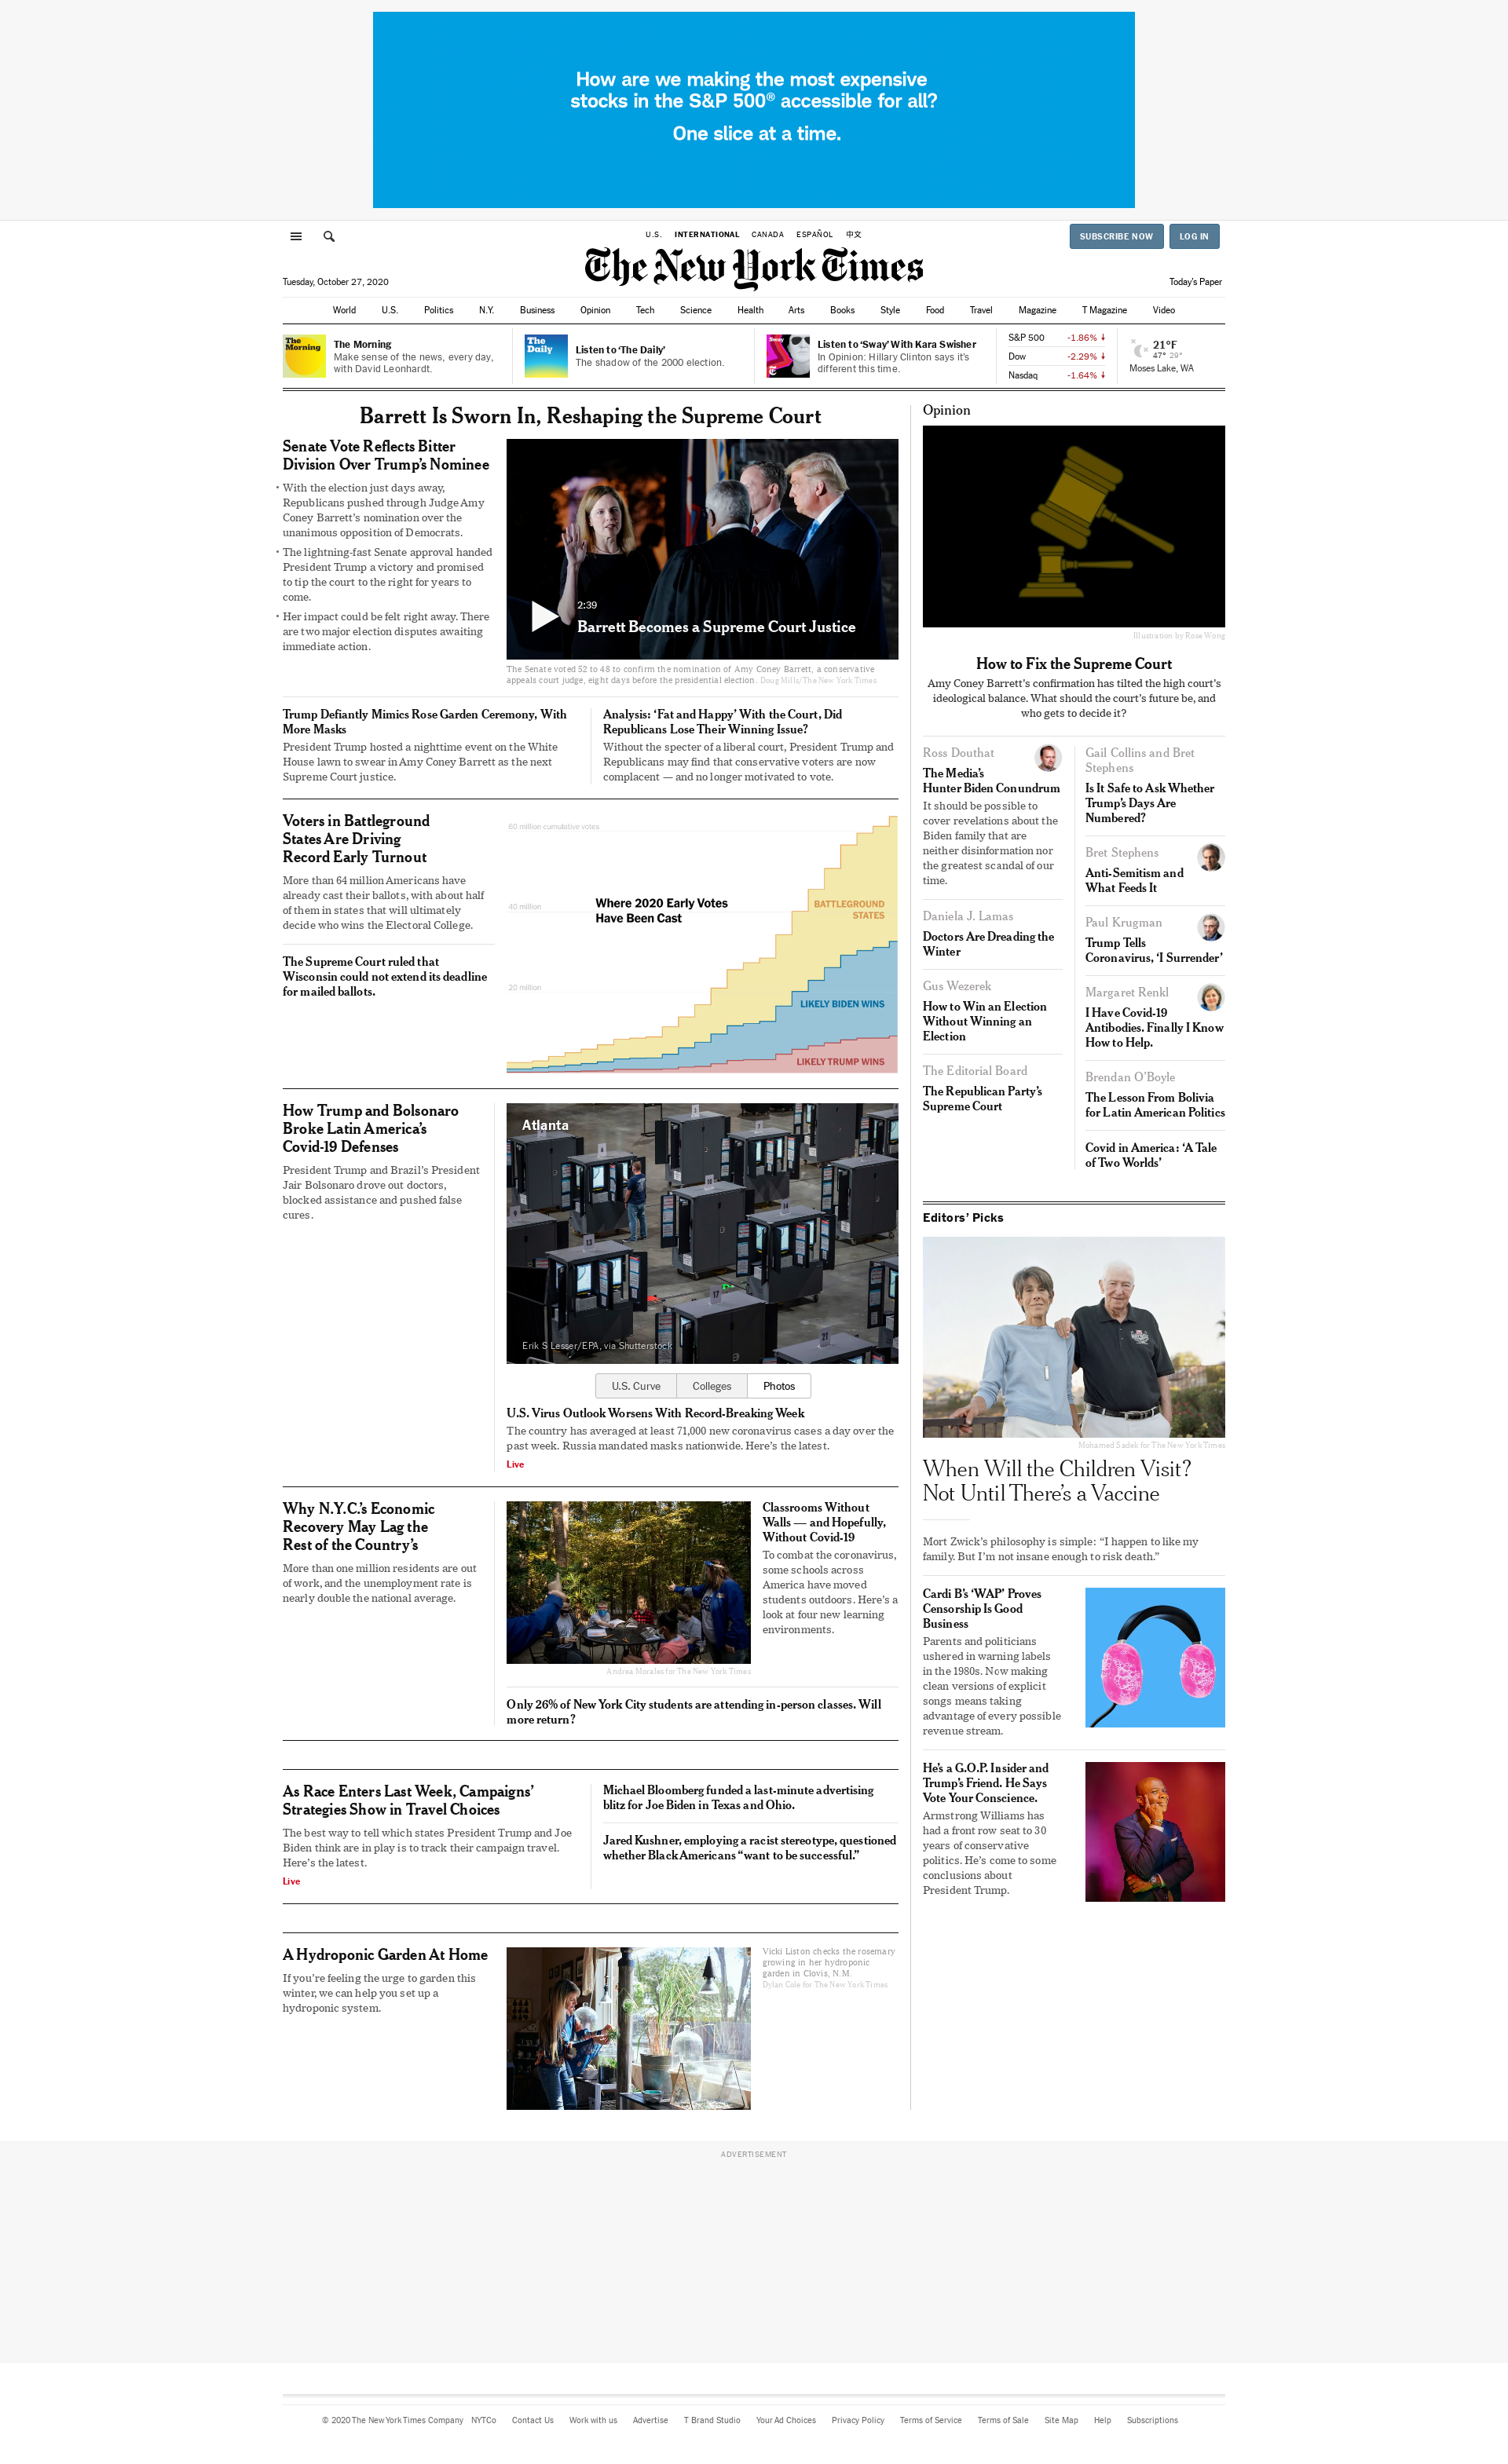 How are we making the most expensive
stocks in the S&P 500® accessible for all?
One slice at a time.
U.S. INTERNATIONAL CANADA ESPAÑOL 中文
SUBSCRIBE NOW LOG IN
The New York Times
Tuesday, October 27, 2020
Today's Paper
World U.S. Politics N.Y. Business Opinion Tech Science Health Arts Books Style Food Travel Magazine T Magazine Video
The Morning
The Morning
Make sense of the news, every day,
with David Leonhardt.
The Daily
Listen to ‘The Daily’
The shadow of the 2000 election.
Sway
Listen to ‘Sway’ With Kara Swisher
In Opinion: Hillary Clinton says it's
different this time.
S&P 500 -1.86% ↓
Dow -2.29% ↓
Nasdaq -1.64% ↓
21°F
47° 29°
Moses Lake, WA
Barrett Is Sworn In, Reshaping the Supreme Court
Senate Vote Reflects Bitter
Division Over Trump’s Nominee
• With the election just days away,
Republicans pushed through Judge Amy
Coney Barrett’s nomination over the
unanimous opposition of Democrats.
• The lightning-fast Senate approval handed
President Trump a victory and promised
to tip the court to the right for years to
come.
• Her impact could be felt right away. There
are two major election disputes awaiting
immediate action.
2:39
Barrett Becomes a Supreme Court Justice
The Senate voted 52 to 48 to confirm the nomination of Amy Coney Barrett, a conservative
appeals court judge, eight days before the presidential election. Doug Mills/The New York Times
Trump Defiantly Mimics Rose Garden Ceremony, With
More Masks
President Trump hosted a nighttime event on the White
House lawn to swear in Amy Coney Barrett as the next
Supreme Court justice.
Analysis: ‘Fat and Happy’ With the Court, Did
Republicans Lose Their Winning Issue?
Without the specter of a liberal court, President Trump and
Republicans may find that conservative voters are now
complacent — and no longer motivated to vote.
Voters in Battleground
States Are Driving
Record Early Turnout
More than 64 million Americans have
already cast their ballots, with about half
of them in states that will ultimately
decide who wins the Electoral College.
The Supreme Court ruled that
Wisconsin could not extend its deadline
for mailed ballots.
60 million cumulative votes
40 million
20 million
Where 2020 Early Votes
Have Been Cast
BATTLEGROUND
STATES
LIKELY BIDEN WINS
LIKELY TRUMP WINS
How Trump and Bolsonaro
Broke Latin America’s
Covid-19 Defenses
President Trump and Brazil’s President
Jair Bolsonaro drove out doctors,
blocked assistance and pushed false
cures.
Atlanta
13
17
21
Erik S Lesser/EPA, via Shutterstock
U.S. Curve Colleges Photos
U.S. Virus Outlook Worsens With Record-Breaking Week
The country has averaged at least 71,000 new coronavirus cases a day over the
past week. Russia mandated masks nationwide. Here’s the latest.
Live
Why N.Y.C.’s Economic
Recovery May Lag the
Rest of the Country’s
More than one million residents are out
of work, and the unemployment rate is
nearly double the national average.
Andrea Morales for The New York Times
Classrooms Without
Walls — and Hopefully,
Without Covid-19
To combat the coronavirus,
some schools across
America have moved
students outdoors. Here’s a
look at four new learning
environments.
Only 26% of New York City students are attending in-person classes. Will
more return?
As Race Enters Last Week, Campaigns’
Strategies Show in Travel Choices
The best way to tell which states President Trump and Joe
Biden think are in play is to track their campaign travel.
Here’s the latest.
Live
Michael Bloomberg funded a last-minute advertising
blitz for Joe Biden in Texas and Ohio.
Jared Kushner, employing a racist stereotype, questioned
whether Black Americans “want to be successful.”
A Hydroponic Garden At Home
If you’re feeling the urge to garden this
winter, we can help you set up a
hydroponic system.
Vicki Liston checks the rosemary
growing in her hydroponic
garden in Clovis, N.M.
Dylan Cole for The New York Times
Opinion
Illustration by Rose Wong
How to Fix the Supreme Court
Amy Coney Barrett’s confirmation has tilted the high court’s
ideological balance. What should the court’s future be, and
who gets to decide it?
Ross Douthat
The Media’s
Hunter Biden Conundrum
It should be possible to
cover revelations about the
Biden family that are
neither disinformation nor
the greatest scandal of our
time.
Daniela J. Lamas
Doctors Are Dreading the
Winter
Gus Wezerek
How to Win an Election
Without Winning an
Election
The Editorial Board
The Republican Party’s
Supreme Court
Gail Collins and Bret
Stephens
Is It Safe to Ask Whether
Trump’s Days Are
Numbered?
Bret Stephens
Anti-Semitism and
What Feeds It
Paul Krugman
Trump Tells
Coronavirus, ‘I Surrender’
Margaret Renkl
I Have Covid-19
Antibodies. Finally I Know
How to Help.
Brendan O’Boyle
The Lesson From Bolivia
for Latin American Politics
Covid in America: ‘A Tale
of Two Worlds’
Editors’ Picks
Mohamed Sadek for The New York Times
When Will the Children Visit?
Not Until There’s a Vaccine
Mort Zwick’s philosophy is simple: “I happen to like my
family. But I’m not insane enough to risk death.”
Cardi B’s ‘WAP’ Proves
Censorship Is Good
Business
Parents and politicians
ushered in warning labels
in the 1980s. Now making
clean versions of explicit
songs means taking
advantage of every possible
revenue stream.
He’s a G.O.P. Insider and
Trump’s Friend. He Says
Vote Your Conscience.
Armstrong Williams has
had a front row seat to 30
years of conservative
politics. He’s come to some
conclusions about
President Trump.
ADVERTISEMENT
© 2020 The New York Times Company NYTCo Contact Us Work with us Advertise T Brand Studio Your Ad Choices Privacy Policy Terms of Service Terms of Sale Site Map Help Subscriptions